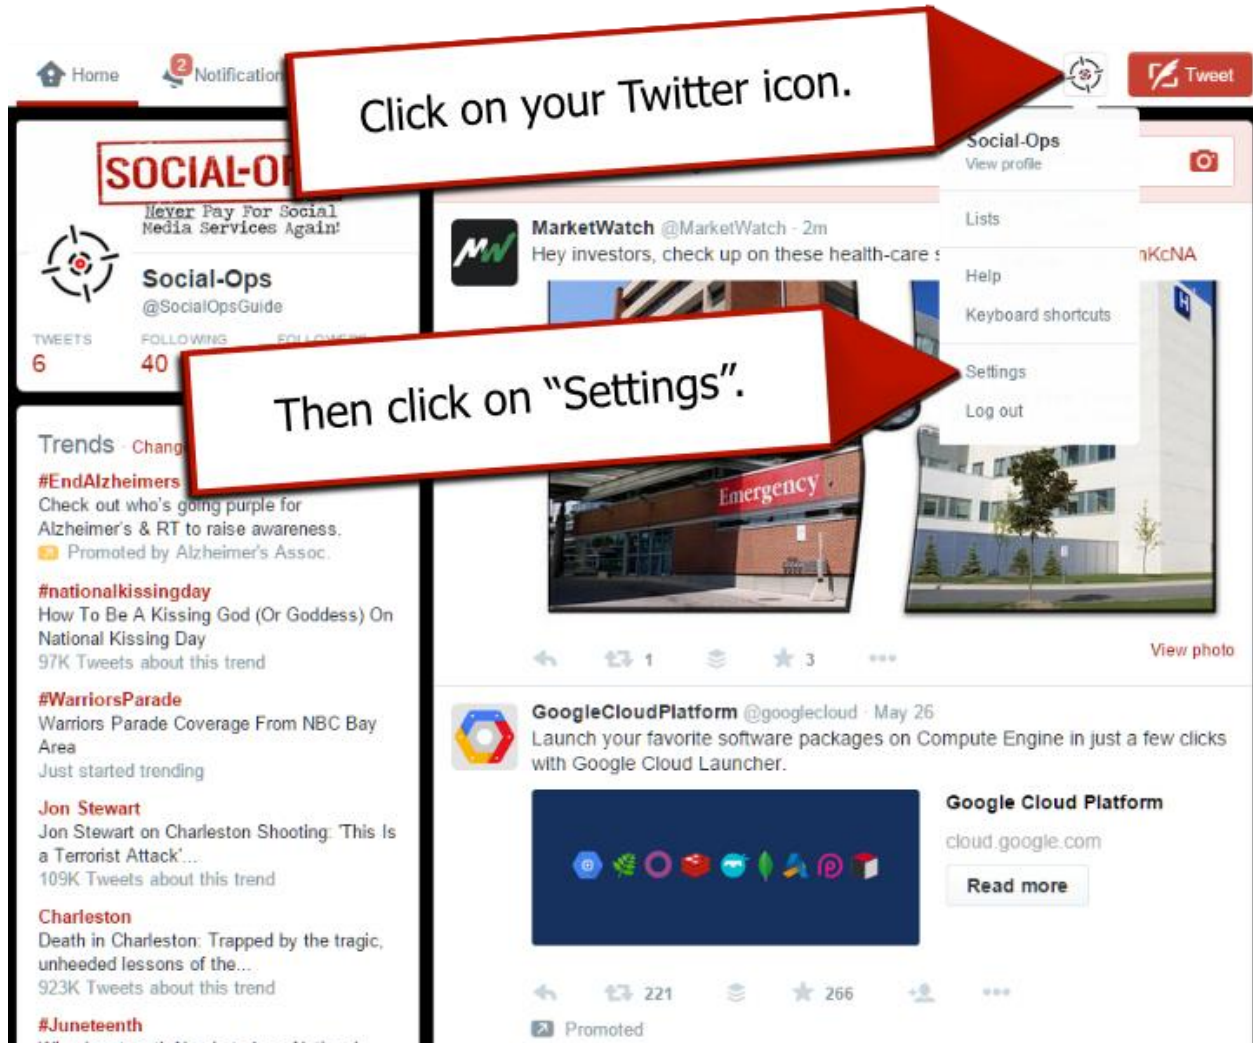 Home
2
Notification
Click on your Twitter icon.
Tweet
SOCIAL-OP
Never Pay For Social
Media Services Again!
Social-Ops
@SocialOpsGuide
TWEETS
FOLLOWING
FOLLOWERS
6
40
Then click on “Settings”.
Social-Ops
View profile
Lists
Help
Keyboard shortcuts
Settings
Log out
Trends · Chang
#EndAlzheimers
Check out who's going purple for
Alzheimer's & RT to raise awareness.
Promoted by Alzheimer's Assoc.
#nationalkissingday
How To Be A Kissing God (Or Goddess) On
National Kissing Day
97K Tweets about this trend
#WarriorsParade
Warriors Parade Coverage From NBC Bay
Area
Just started trending
Jon Stewart
Jon Stewart on Charleston Shooting: 'This Is
a Terrorist Attack'...
109K Tweets about this trend
Charleston
Death in Charleston: Trapped by the tragic,
unheeded lessons of the...
923K Tweets about this trend
#Juneteenth
MarketWatch @MarketWatch · 2m
Hey investors, check up on these health-care s nKcNA
H
Emergency
1
3
View photo
GoogleCloudPlatform @googlecloud · May 26
Launch your favorite software packages on Compute Engine in just a few clicks
with Google Cloud Launcher.
Google Cloud Platform
cloud.google.com
Read more
221
266
Promoted